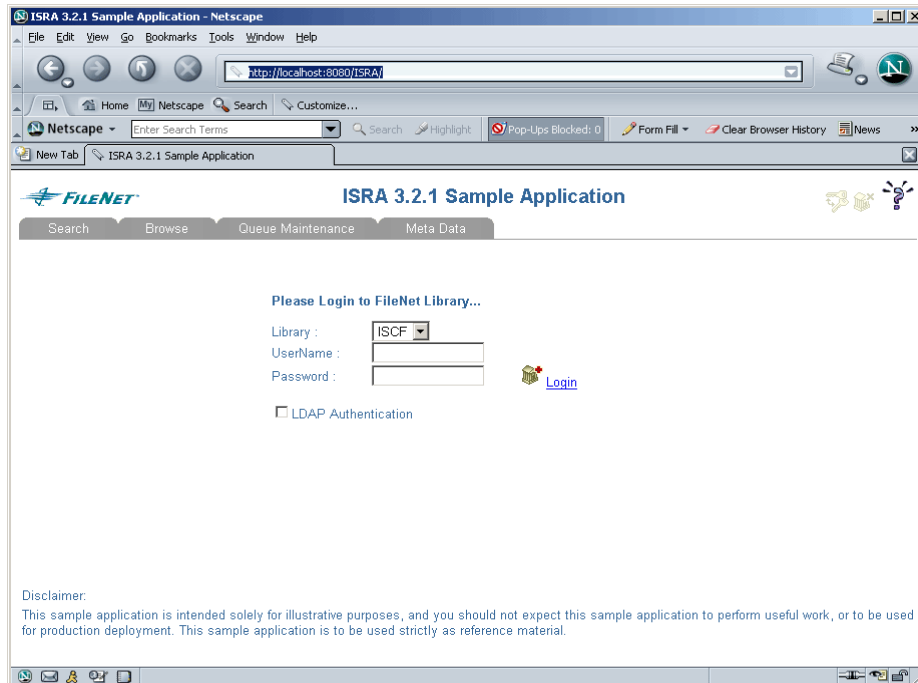 ISRA 3.2.1 Sample Application - Netscape
File Edit View Go Bookmarks Tools Window Help
http://localhost:8080/ISRA/
Home My Netscape Search Customize...
Netscape Enter Search Terms Search Highlight Pop-Ups Blocked: 0 Form Fill Clear Browser History News »
New Tab ISRA 3.2.1 Sample Application
FILENET ISRA 3.2.1 Sample Application
Search Browse Queue Maintenance Meta Data
Please Login to FileNet Library...
Library : ISCF
UserName :
Password : Login
LDAP Authentication
Disclaimer:
This sample application is intended solely for illustrative purposes, and you should not expect this sample application to perform useful work, or to be used
for production deployment. This sample application is to be used strictly as reference material.